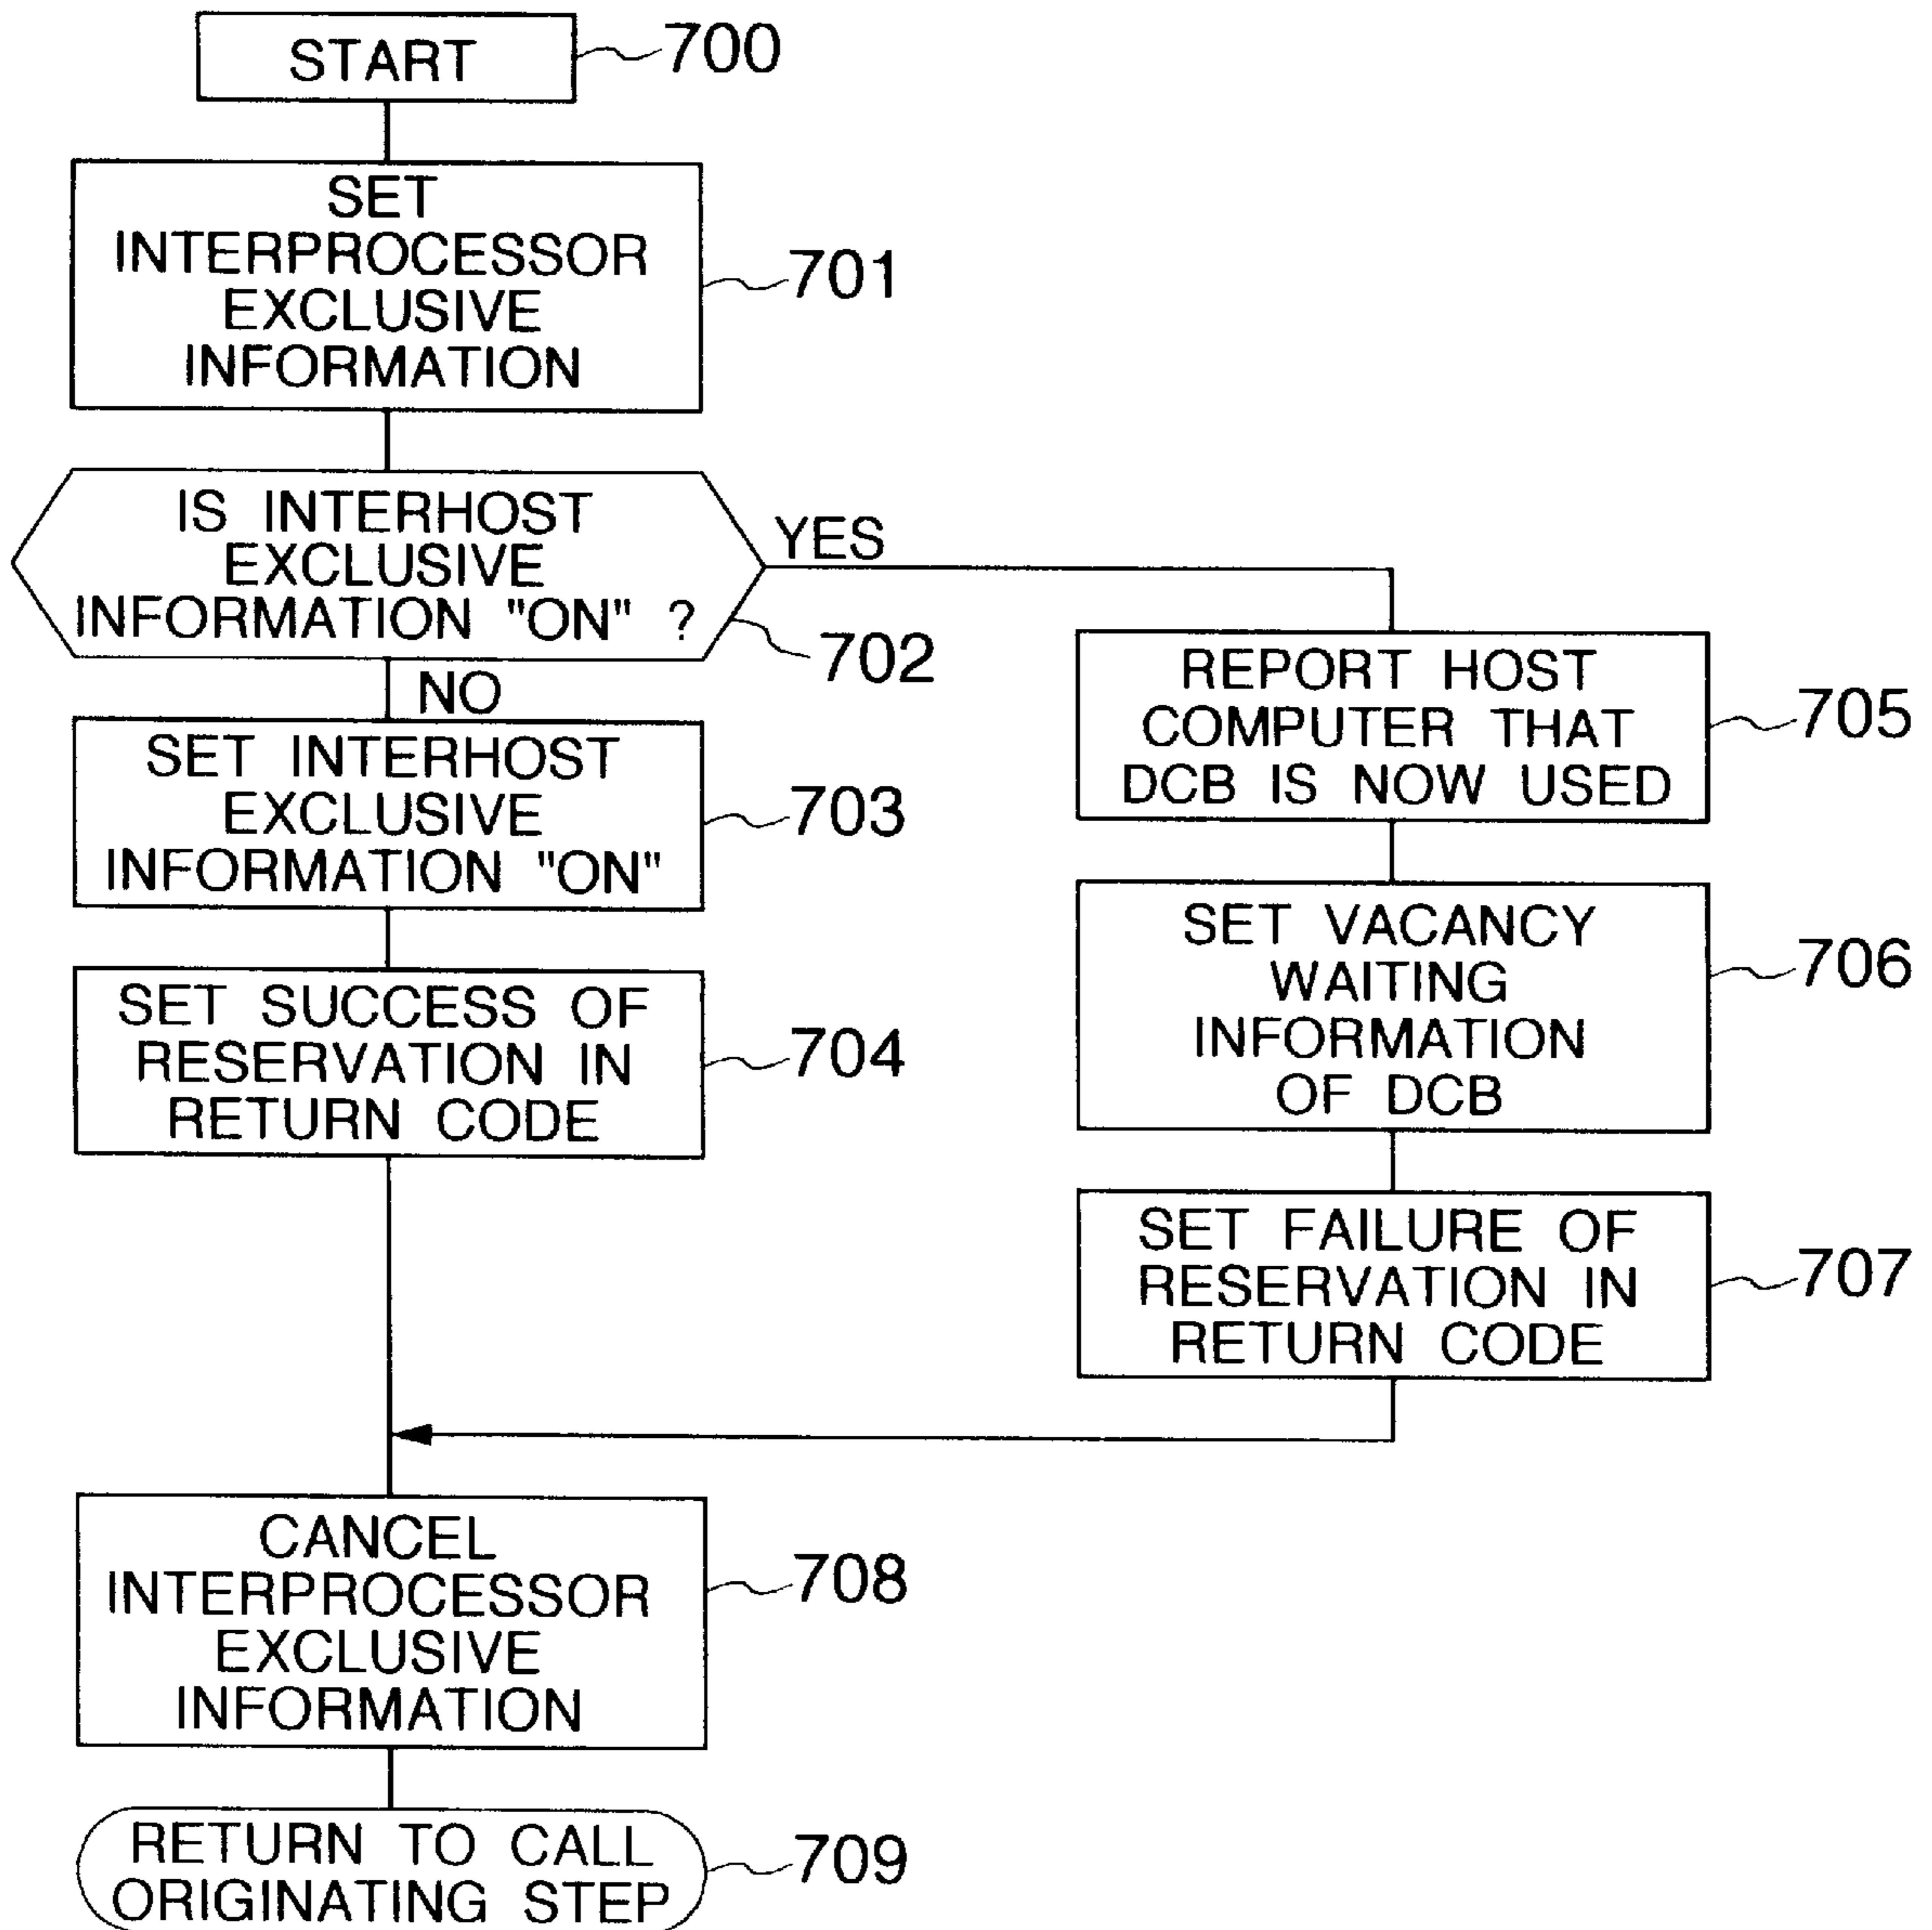 START
700
SET
INTERPROCESSOR
EXCLUSIVE
INFORMATION
701
IS INTERHOST
EXCLUSIVE
INFORMATION "ON" ?
702
YES
NO
SET INTERHOST
EXCLUSIVE
INFORMATION "ON"
703
SET SUCCESS OF
RESERVATION IN
RETURN CODE
704
REPORT HOST
COMPUTER THAT
DCB IS NOW USED
705
SET VACANCY
WAITING
INFORMATION
OF DCB
706
SET FAILURE OF
RESERVATION IN
RETURN CODE
707
CANCEL
INTERPROCESSOR
EXCLUSIVE
INFORMATION
708
RETURN TO CALL
ORIGINATING STEP
709